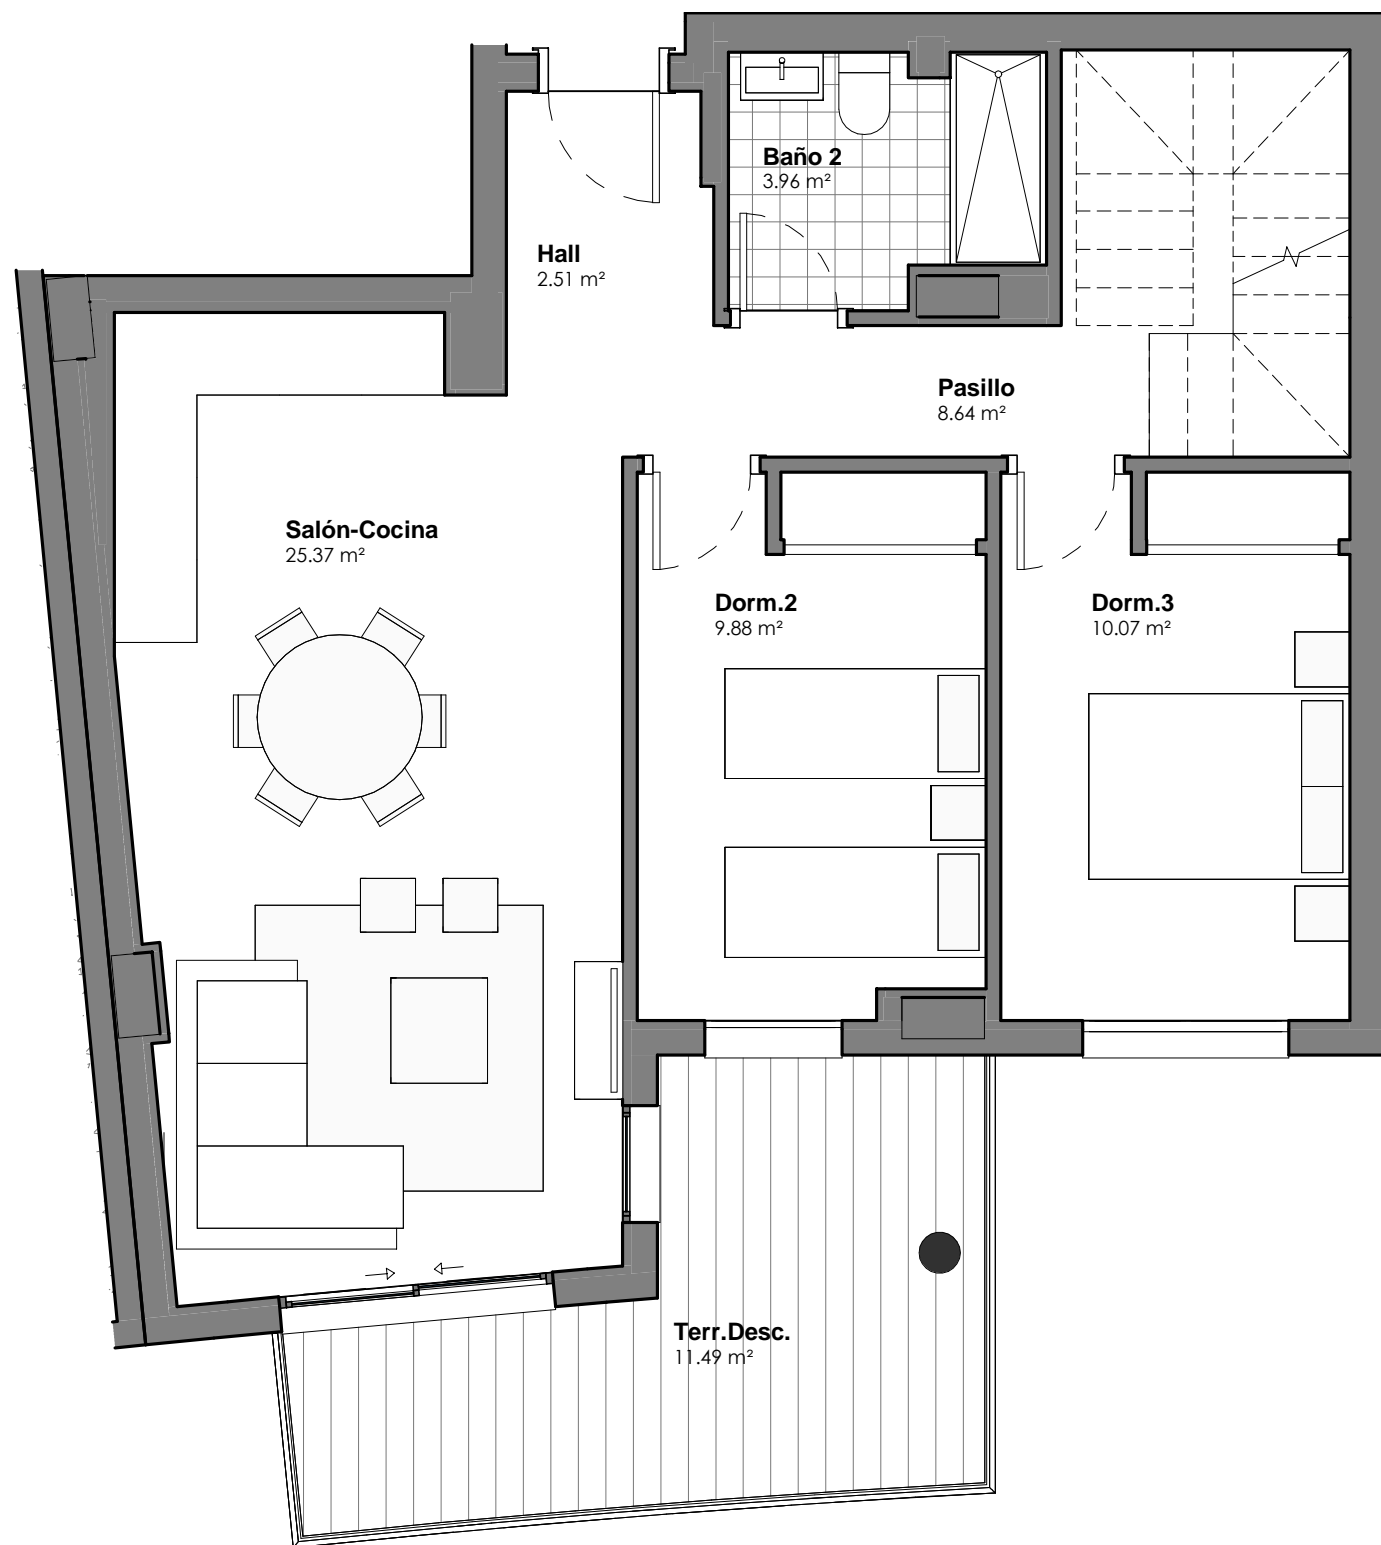 Baño 2
3.96 m²
Hall
2.51 m²
Pasillo
8.64 m²
Salón-Cocina
25.37 m²
Dorm.2
9.88 m²
Dorm.3
10.07 m²
Terr.Desc.
11.49 m²